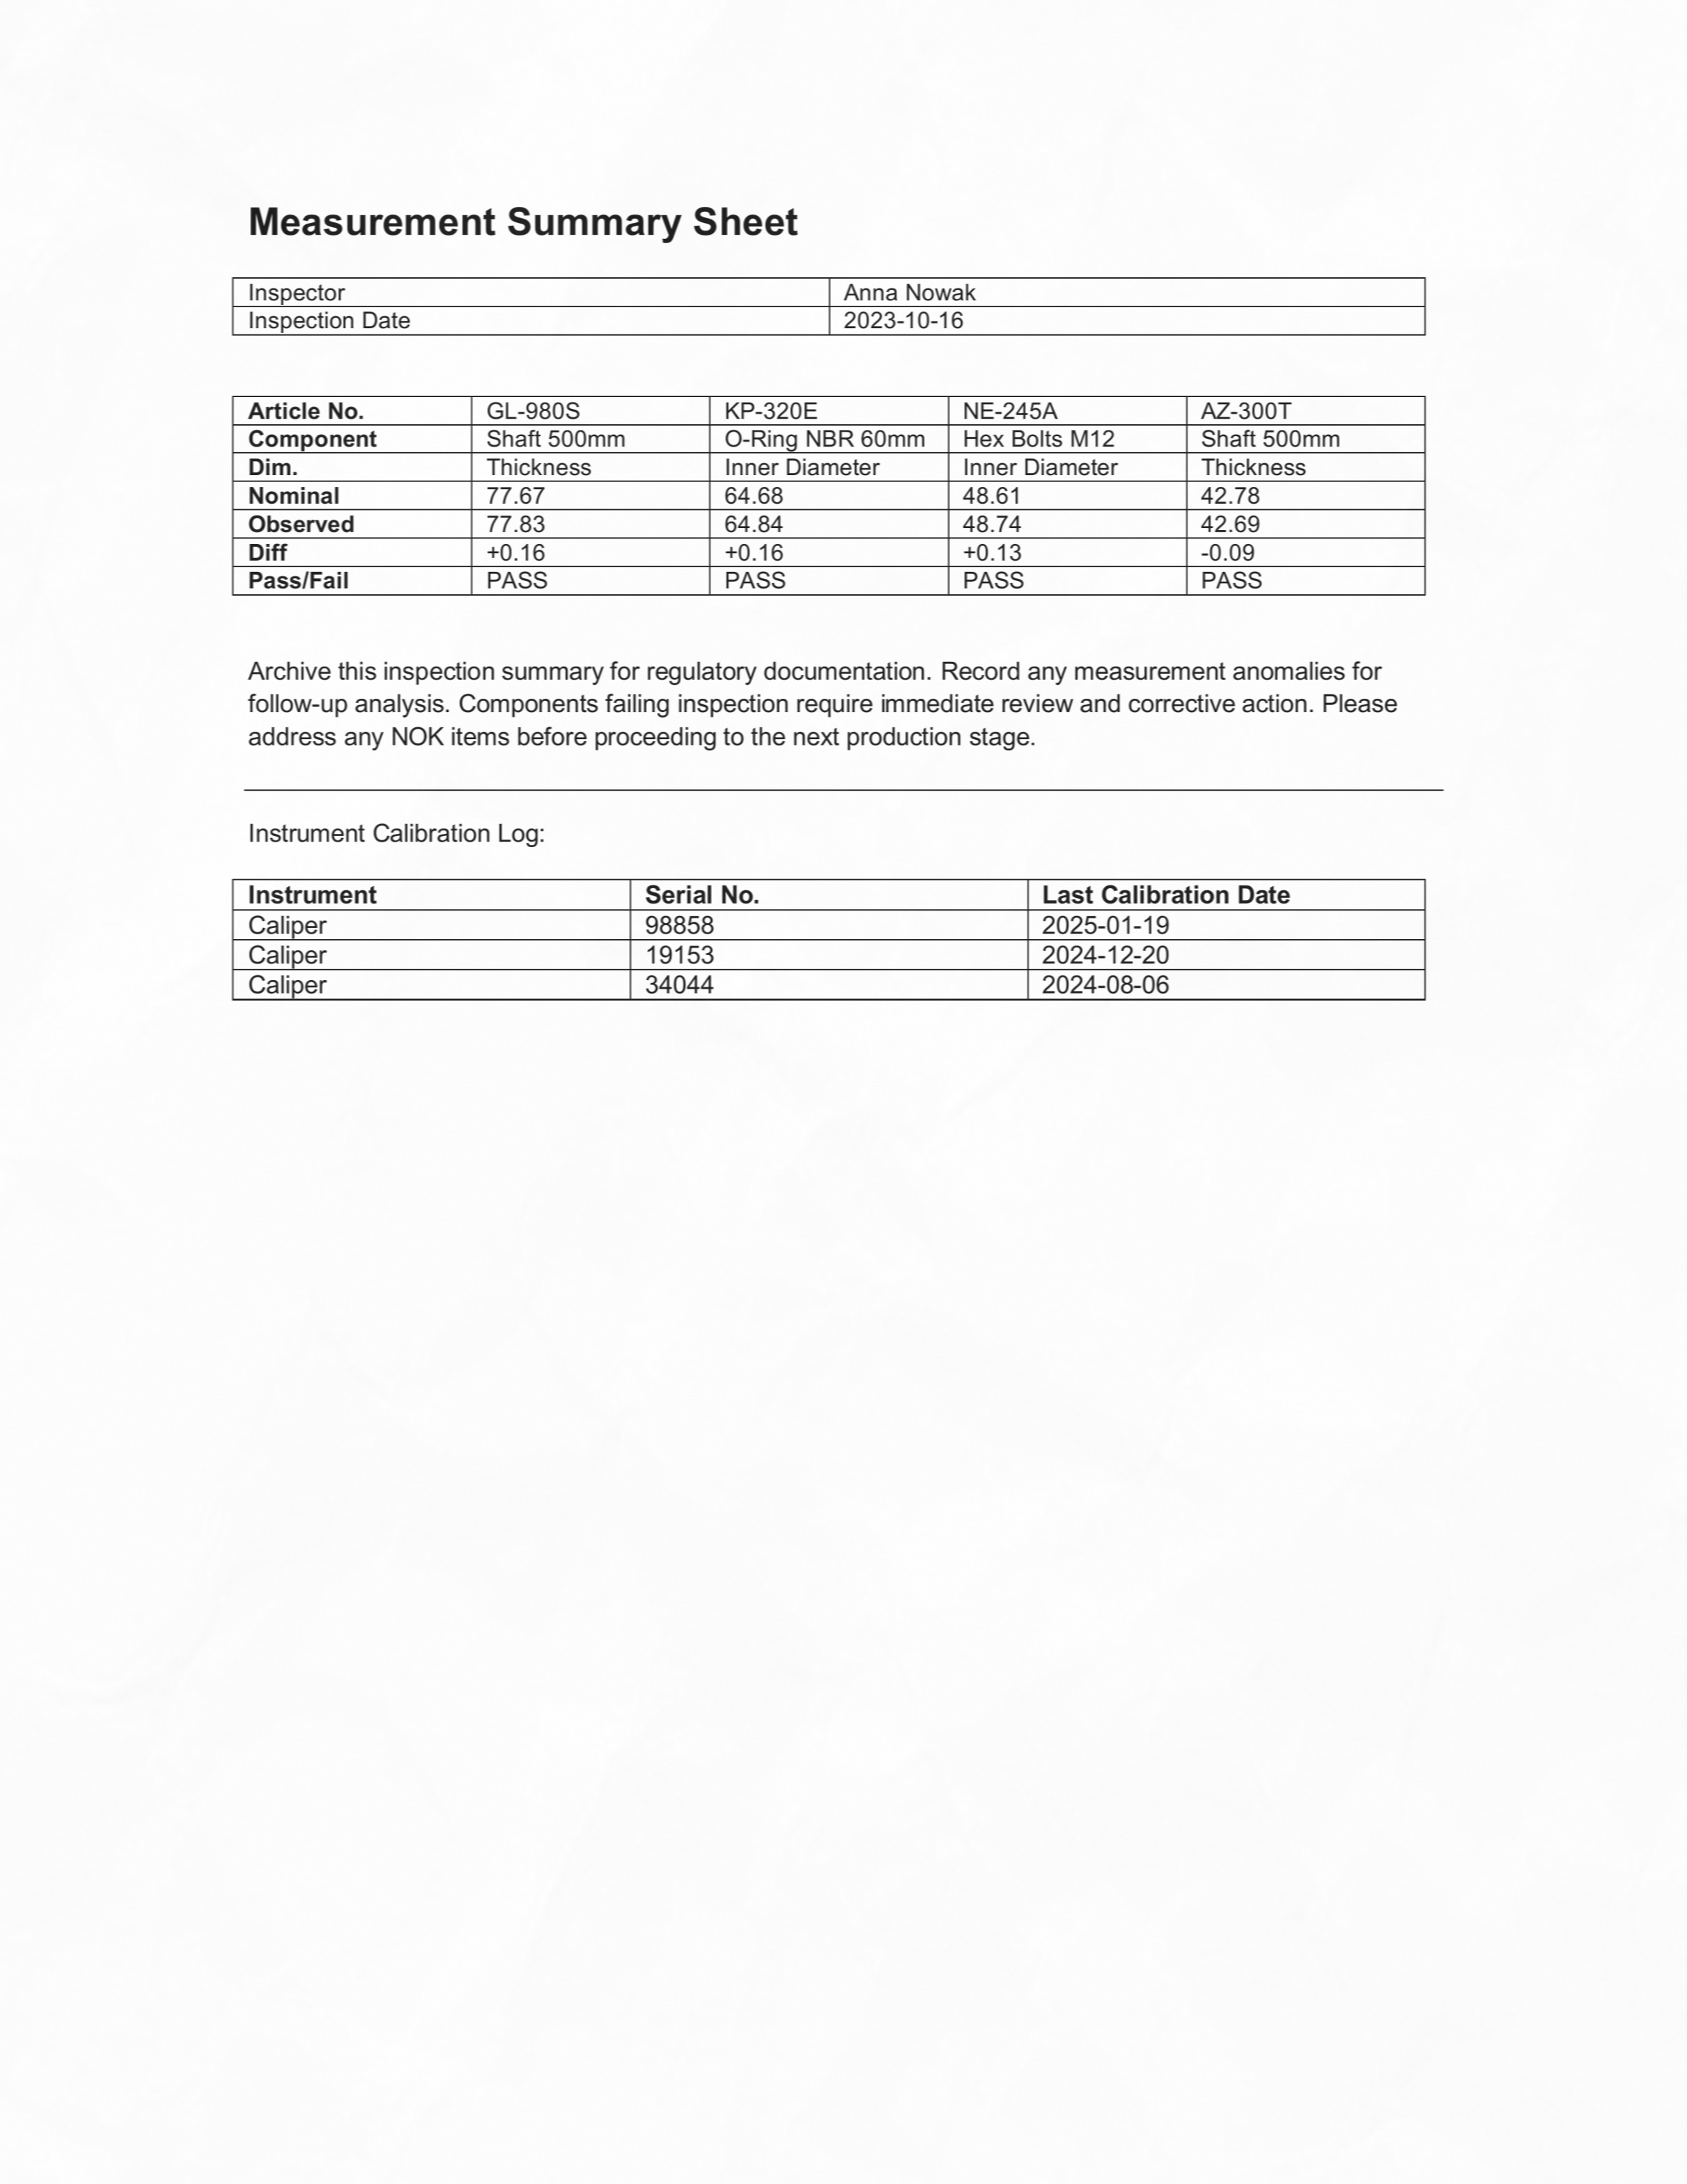 Measurement Summary Sheet
Inspector Anna Nowak
Inspection Date 2023-10-16
Article No. GL-980S KP-320E NE-245A AZ-300T
Component Shaft 500mm O-Ring NBR 60mm Hex Bolts M12 Shaft 500mm
Dim. Thickness Inner Diameter Inner Diameter Thickness
Nominal 77.67 64.68 48.61 42.78
Observed 77.83 64.84 48.74 42.69
Diff +0.16 +0.16 +0.13 -0.09
Pass/Fail PASS PASS PASS PASS
Archive this inspection summary for regulatory documentation. Record any measurement anomalies for
follow-up analysis. Components failing inspection require immediate review and corrective action. Please
address any NOK items before proceeding to the next production stage.
Instrument Calibration Log:
Instrument Serial No. Last Calibration Date
Caliper 98858 2025-01-19
Caliper 19153 2024-12-20
Caliper 34044 2024-08-06